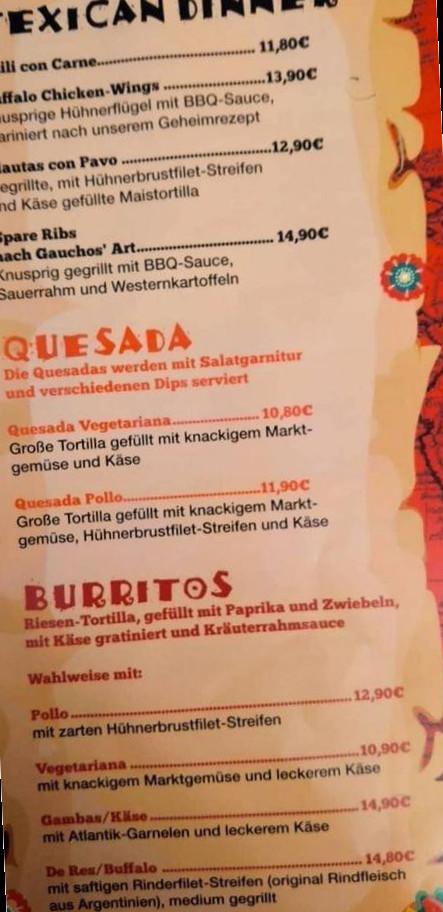 EXICAN DINNER
ili con Carne 11,80€
ffalo Chicken-Wings 13,90€
nusprige Hühnerflügel mit BBQ-Sauce,
ariniert nach unserem Geheimrezept
lautas con Pavo 12,90€
egrillte, mit Hühnerbrustfilet-Streifen
nd Käse gefüllte Maistortilla
Spare Ribs
nach Gauchos' Art 14,90€
Knusprig gegrillt mit BBQ-Sauce,
Sauerrahm und Westernkartoffeln
QUESADA
Die Quesadas werden mit Salatgarnitur
und verschiedenen Dips serviert
Quesada Vegetariana 10,80€
Große Tortilla gefüllt mit knackigem Markt-
gemüse und Käse
Quesada Pollo 11,90€
Große Tortilla gefüllt mit knackigem Markt-
gemüse, Hühnerbrustfilet-Streifen und Käse
BURRITOS
Riesen-Tortilla, gefüllt mit Paprika und Zwiebeln,
mit Käse gratiniert und Kräuterrahmsauce
Wahlweise mit:
Pollo 12,90€
mit zarten Hühnerbrustfilet-Streifen
Vegetariana 10,90€
mit knackigem Marktgemüse und leckerem Käse
Gambas/Käse 14,90€
mit Atlantik-Garnelen und leckerem Käse
De Res/Buffalo 14,80€
mit saftigen Rinderfilet-Streifen (original Rindfleisch
aus Argentinien), medium gegrillt